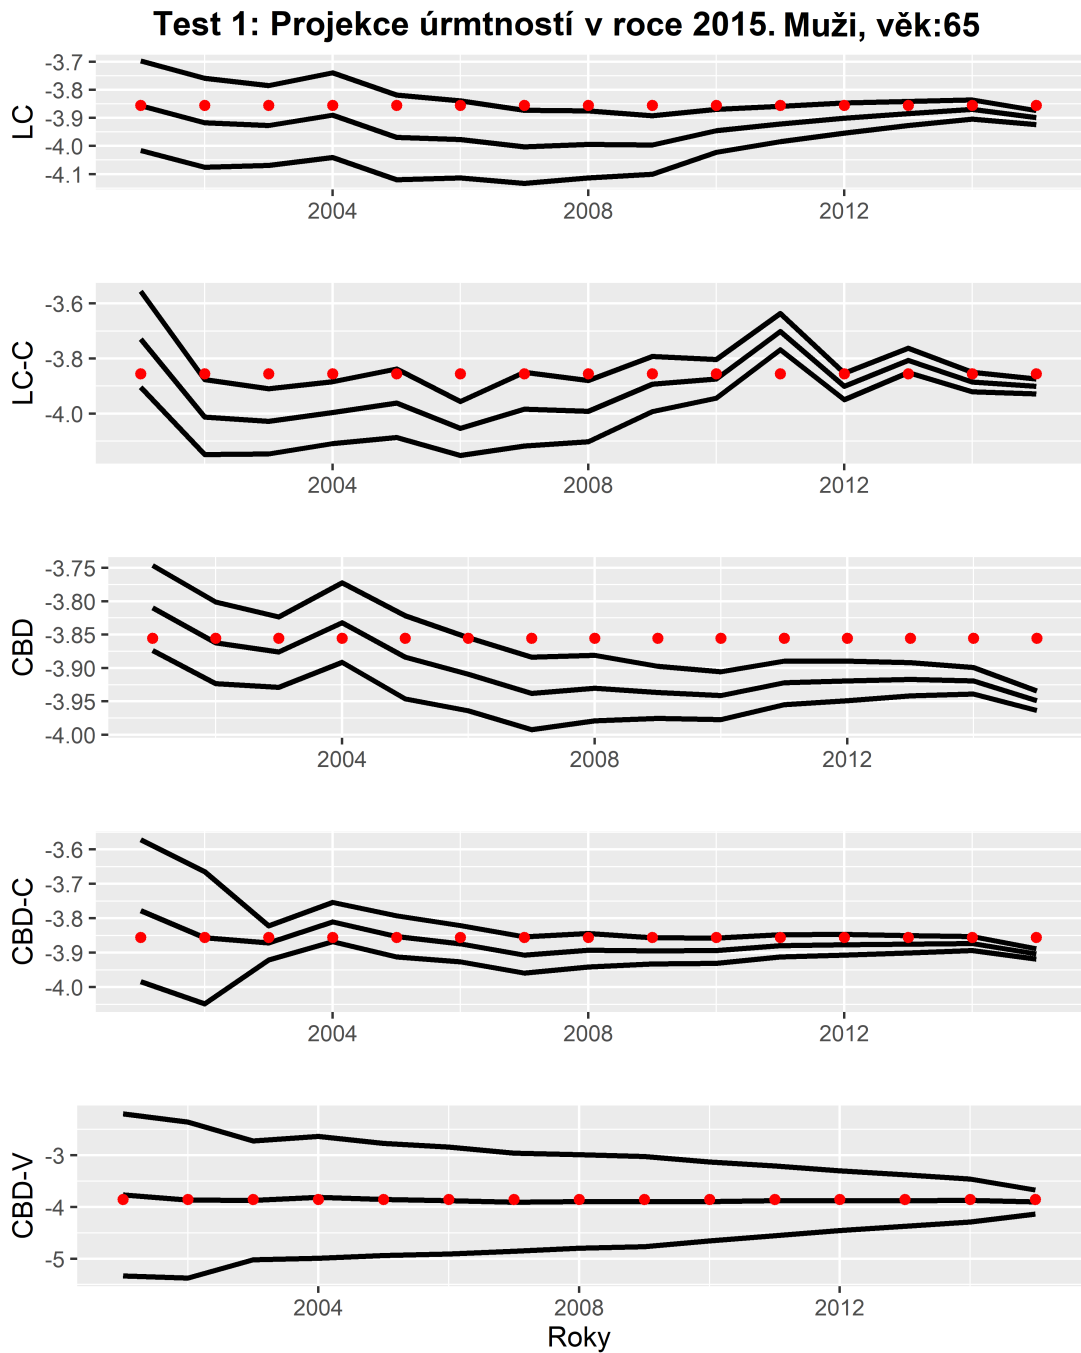 Test 1: Projekce úrmtností v roce 2015. Muži, věk:65
LC
-3.7
-3.8
-3.9
-4.0
-4.1
2004 2008 2012
LC-C
-3.6
-3.8
-4.0
2004 2008 2012
CBD
-3.75
-3.80
-3.85
-3.90
-3.95
-4.00
2004 2008 2012
CBD-C
-3.6
-3.7
-3.8
-3.9
-4.0
2004 2008 2012
CBD-V
-3
-4
-5
2004 2008 2012
Roky